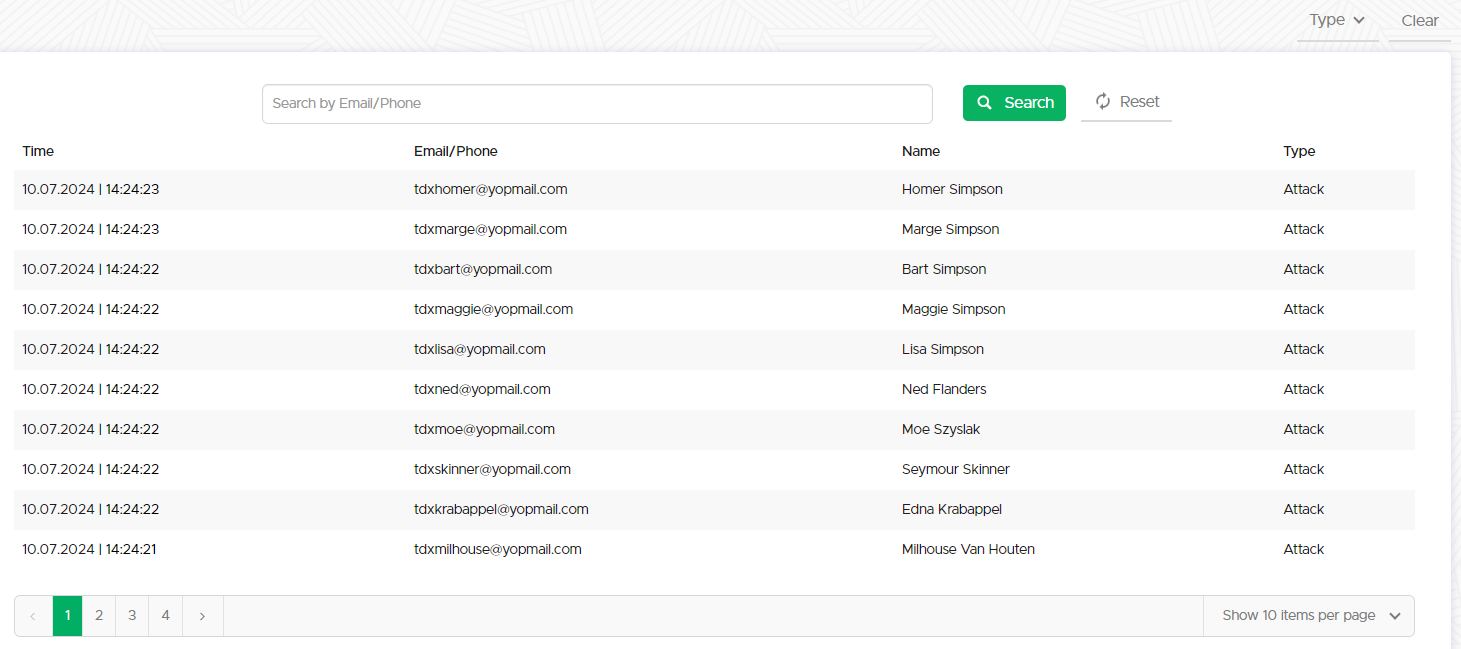 Type Clear
Search by Email/Phone Search Reset
Time Email/Phone Name Type
10.07.2024 | 14:24:23 tdxhomer@yopmail.com Homer Simpson Attack
10.07.2024 | 14:24:23 tdxmarge@yopmail.com Marge Simpson Attack
10.07.2024 | 14:24:22 tdxbart@yopmail.com Bart Simpson Attack
10.07.2024 | 14:24:22 tdxmaggie@yopmail.com Maggie Simpson Attack
10.07.2024 | 14:24:22 tdxlisa@yopmail.com Lisa Simpson Attack
10.07.2024 | 14:24:22 tdxned@yopmail.com Ned Flanders Attack
10.07.2024 | 14:24:22 tdxmoe@yopmail.com Moe Szyslak Attack
10.07.2024 | 14:24:22 tdxskinner@yopmail.com Seymour Skinner Attack
10.07.2024 | 14:24:22 tdxkrabappel@yopmail.com Edna Krabappel Attack
10.07.2024 | 14:24:21 tdxmilhouse@yopmail.com Milhouse Van Houten Attack
‹ 1 2 3 4 › Show 10 items per page